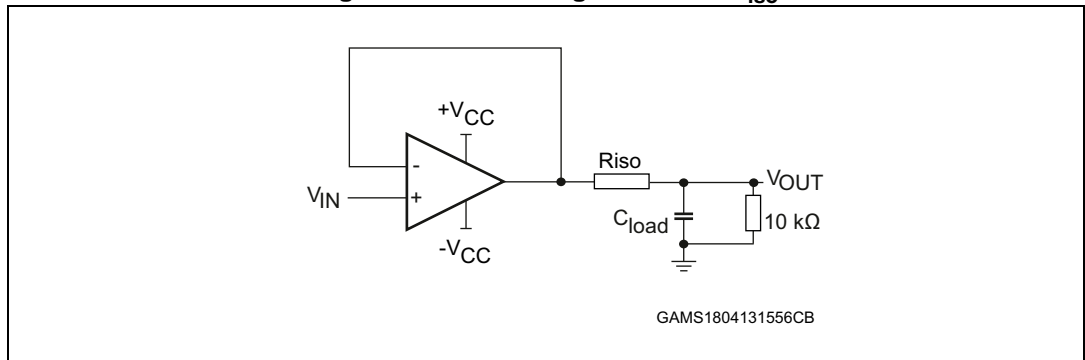 +VCC
-
Riso
VOUT
VIN
+
Cload
10 kΩ
-VCC
GAMS1804131556CB